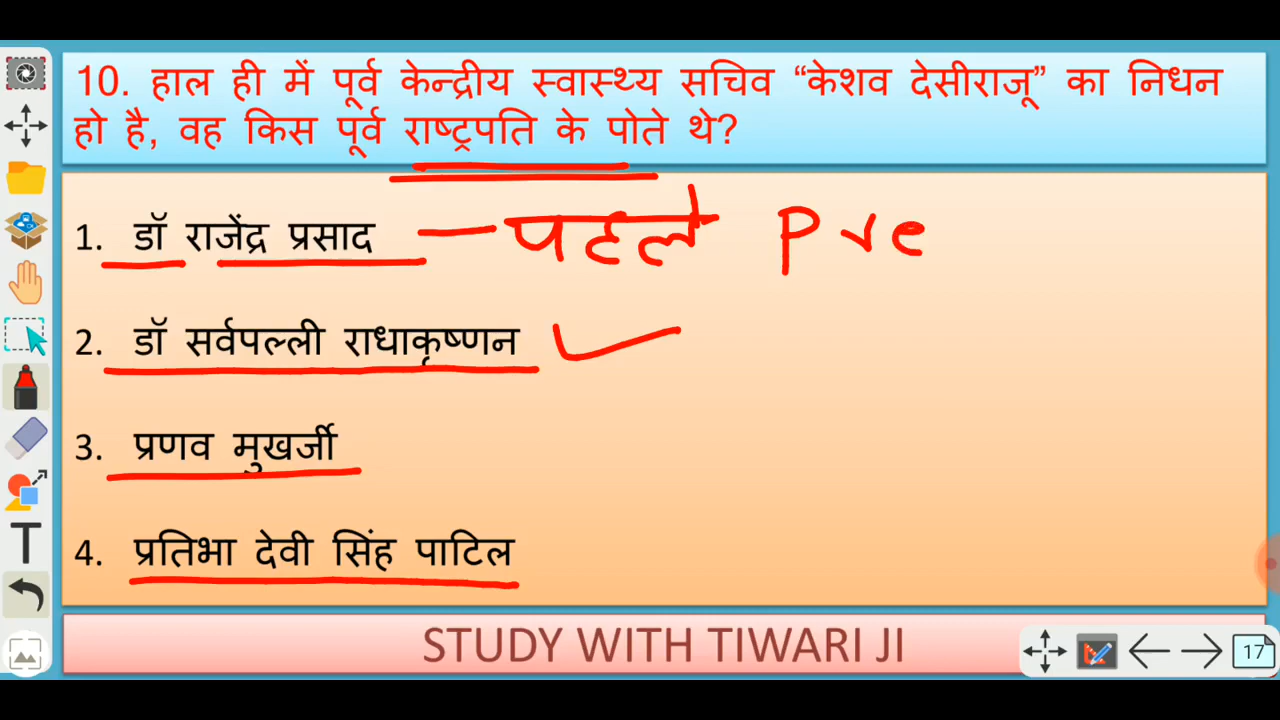 10. हाल ही में पूर्व केन्द्रीय स्वास्थ्य सचिव “केशव देसीराजू” का निधन
हो है, वह किस पूर्व राष्ट्रपति के पोते थे?
1. डॉ राजेंद्र प्रसाद — पहले Pre
2. डॉ सर्वपल्ली राधाकृष्णन
3. प्रणव मुखर्जी
4. प्रतिभा देवी सिंह पाटिल
STUDY WITH TIWARI JI
T
17